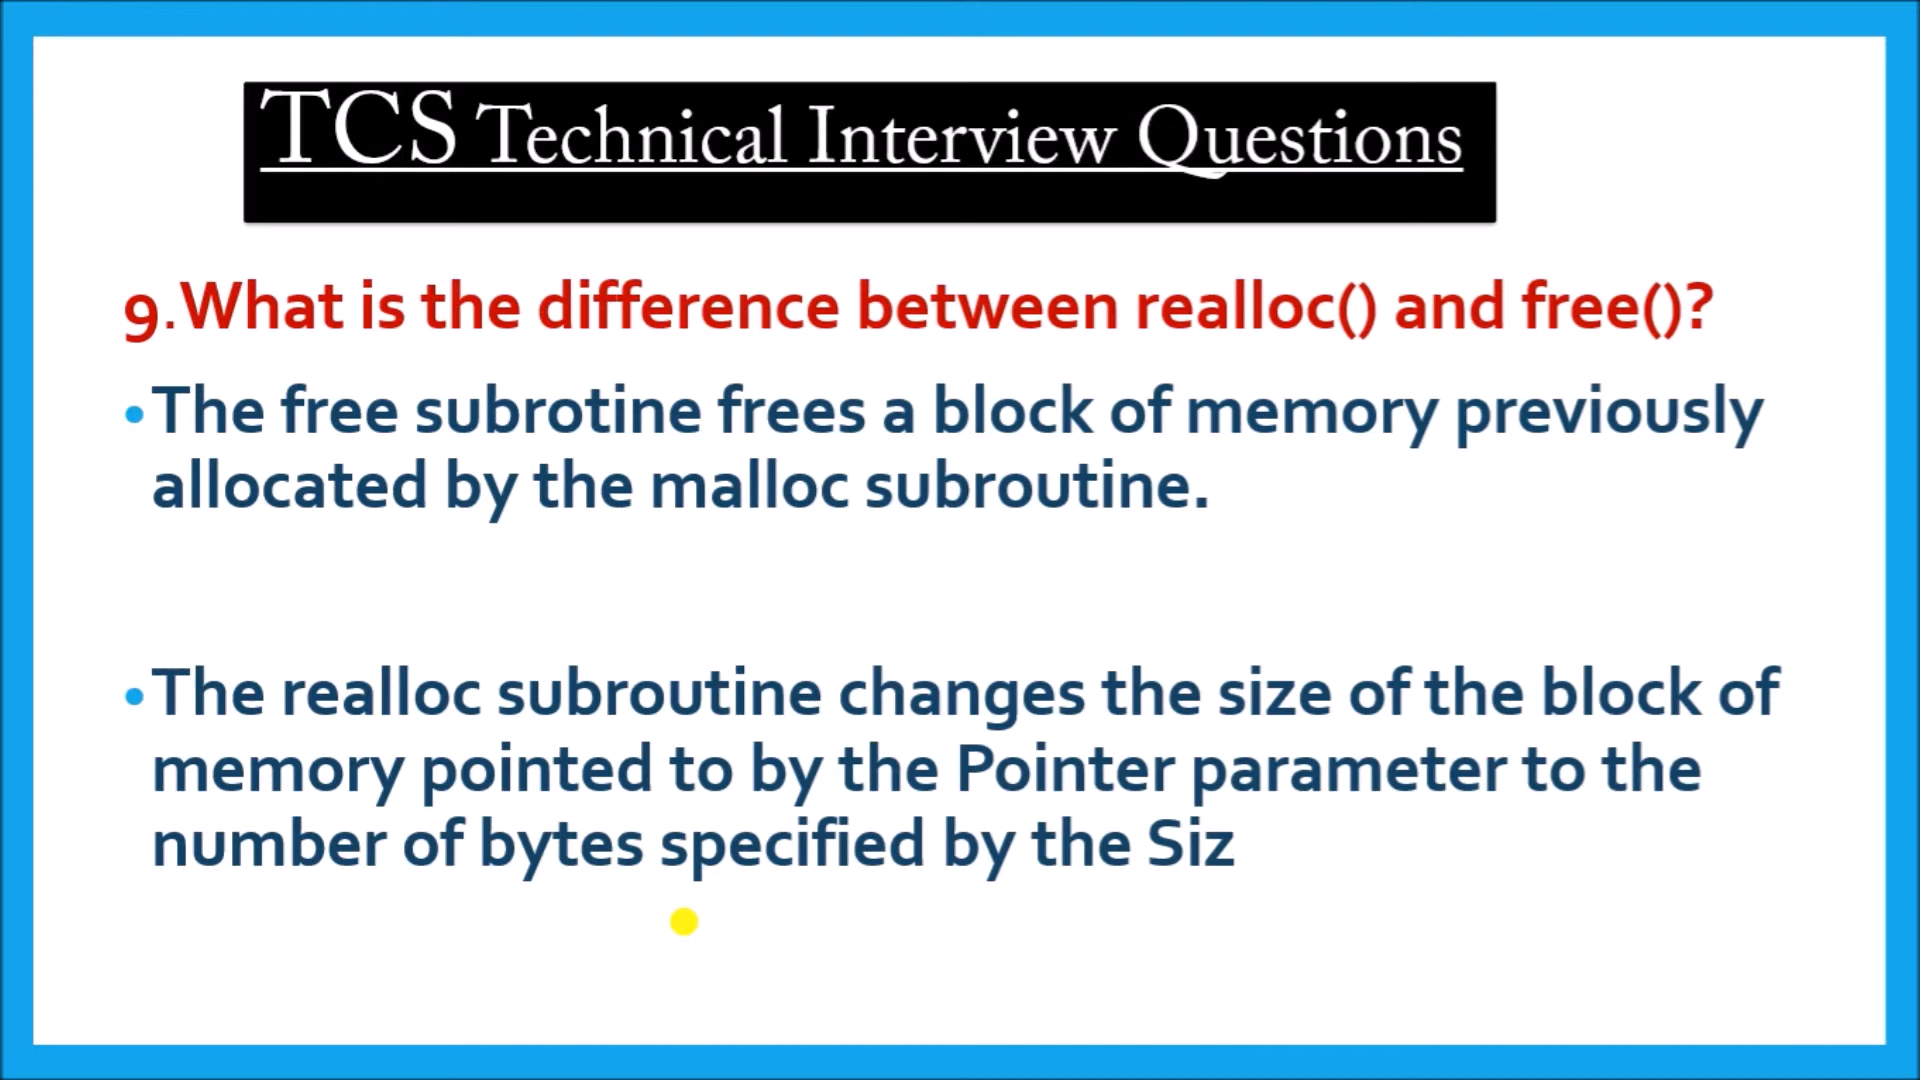 TCS Technical Interview Questions
9.What is the difference between realloc() and free()?
•The free subrotine frees a block of memory previously
allocated by the malloc subroutine.
•The realloc subroutine changes the size of the block of
memory pointed to by the Pointer parameter to the
number of bytes specified by the Siz